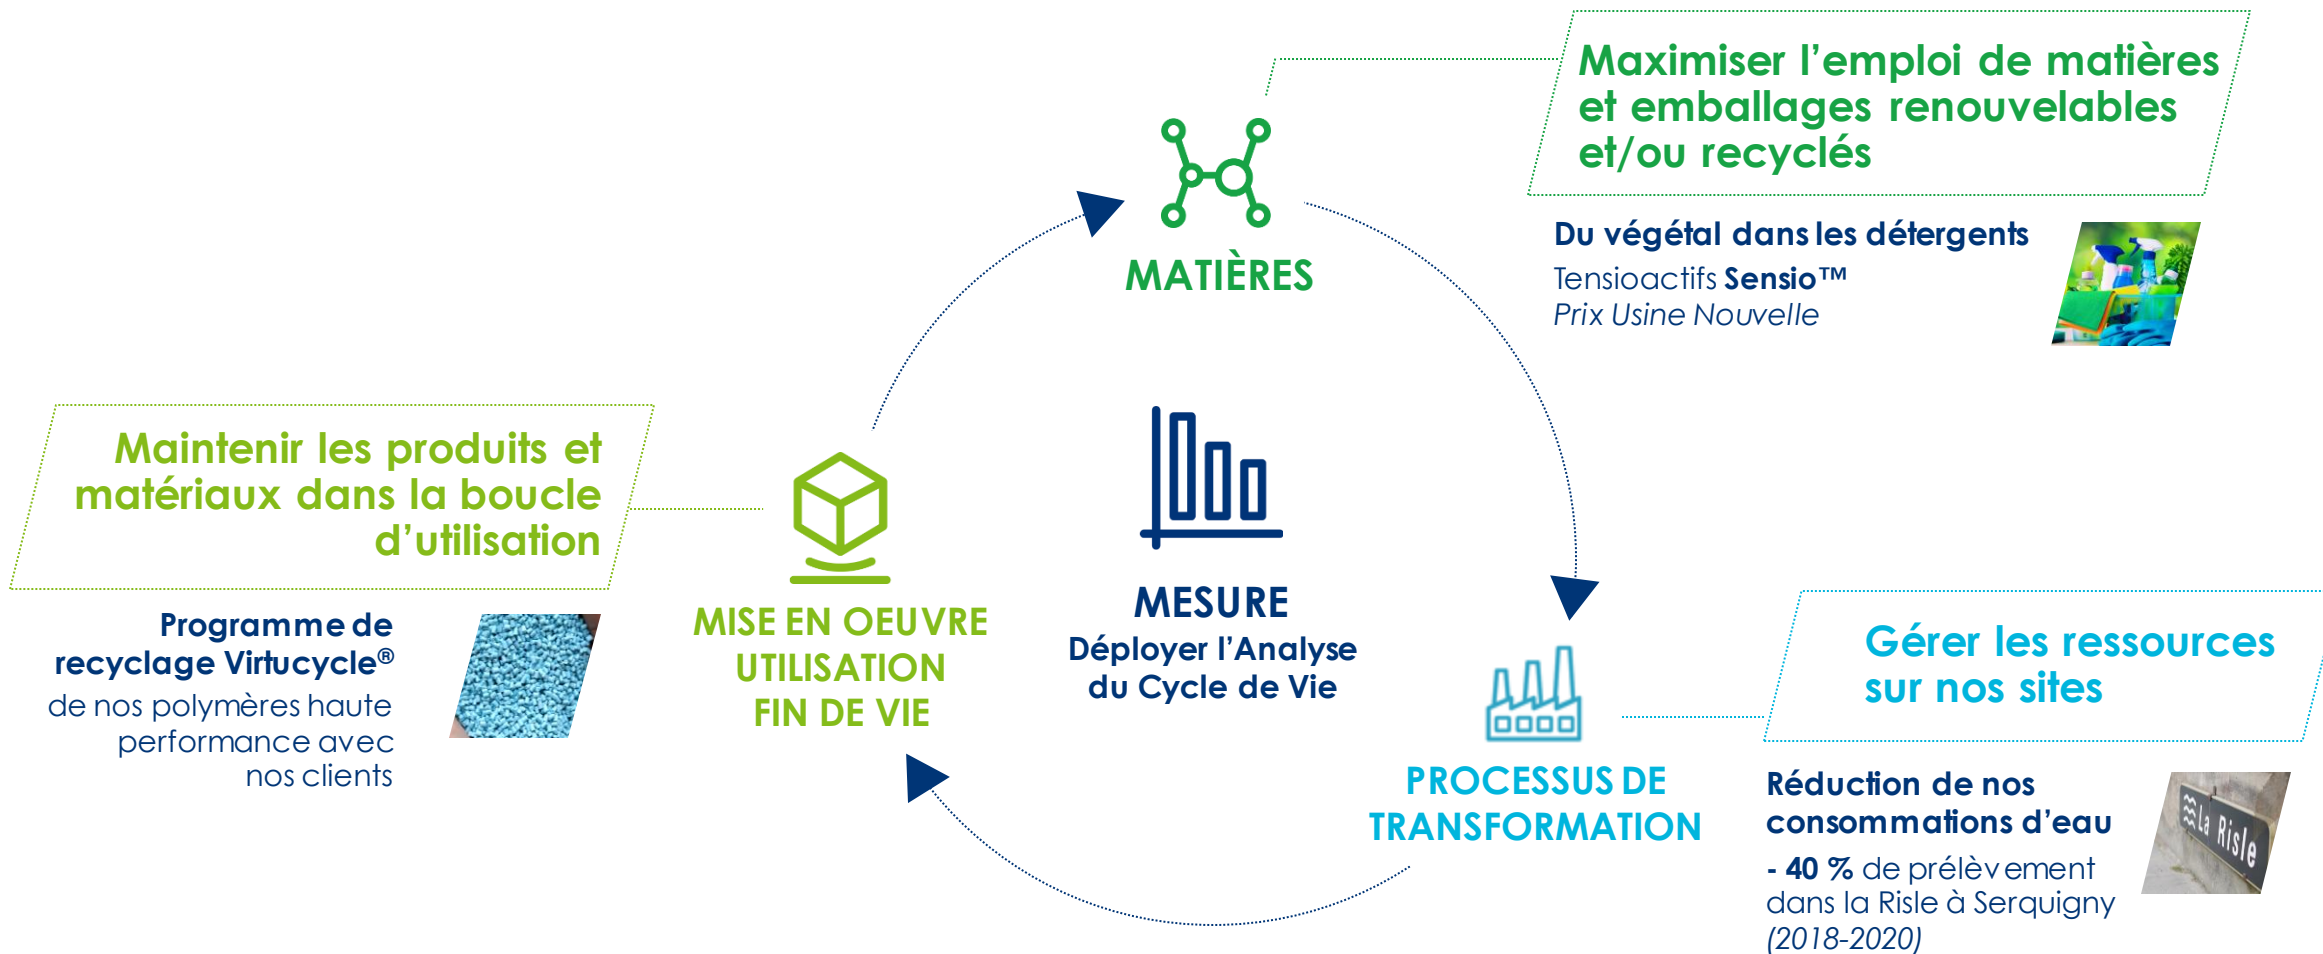 Maximiser l’emploi de matières
et emballages renouvelables
et/ou recyclés
Du végétal dans les détergents
Tensioactifs Sensio™
Prix Usine Nouvelle
MATIÈRES
Maintenir les produits et
matériaux dans la boucle
d’utilisation
Programme de
recyclage Virtucycle®
de nos polymères haute
performance avec
nos clients
MISE EN OEUVRE
UTILISATION
FIN DE VIE
MESURE
Déployer l’Analyse
du Cycle de Vie
PROCESSUS DE
TRANSFORMATION
Gérer les ressources
sur nos sites
Réduction de nos
consommations d’eau
- 40 % de prélèvement
dans la Risle à Serquigny
(2018-2020)
La Risle